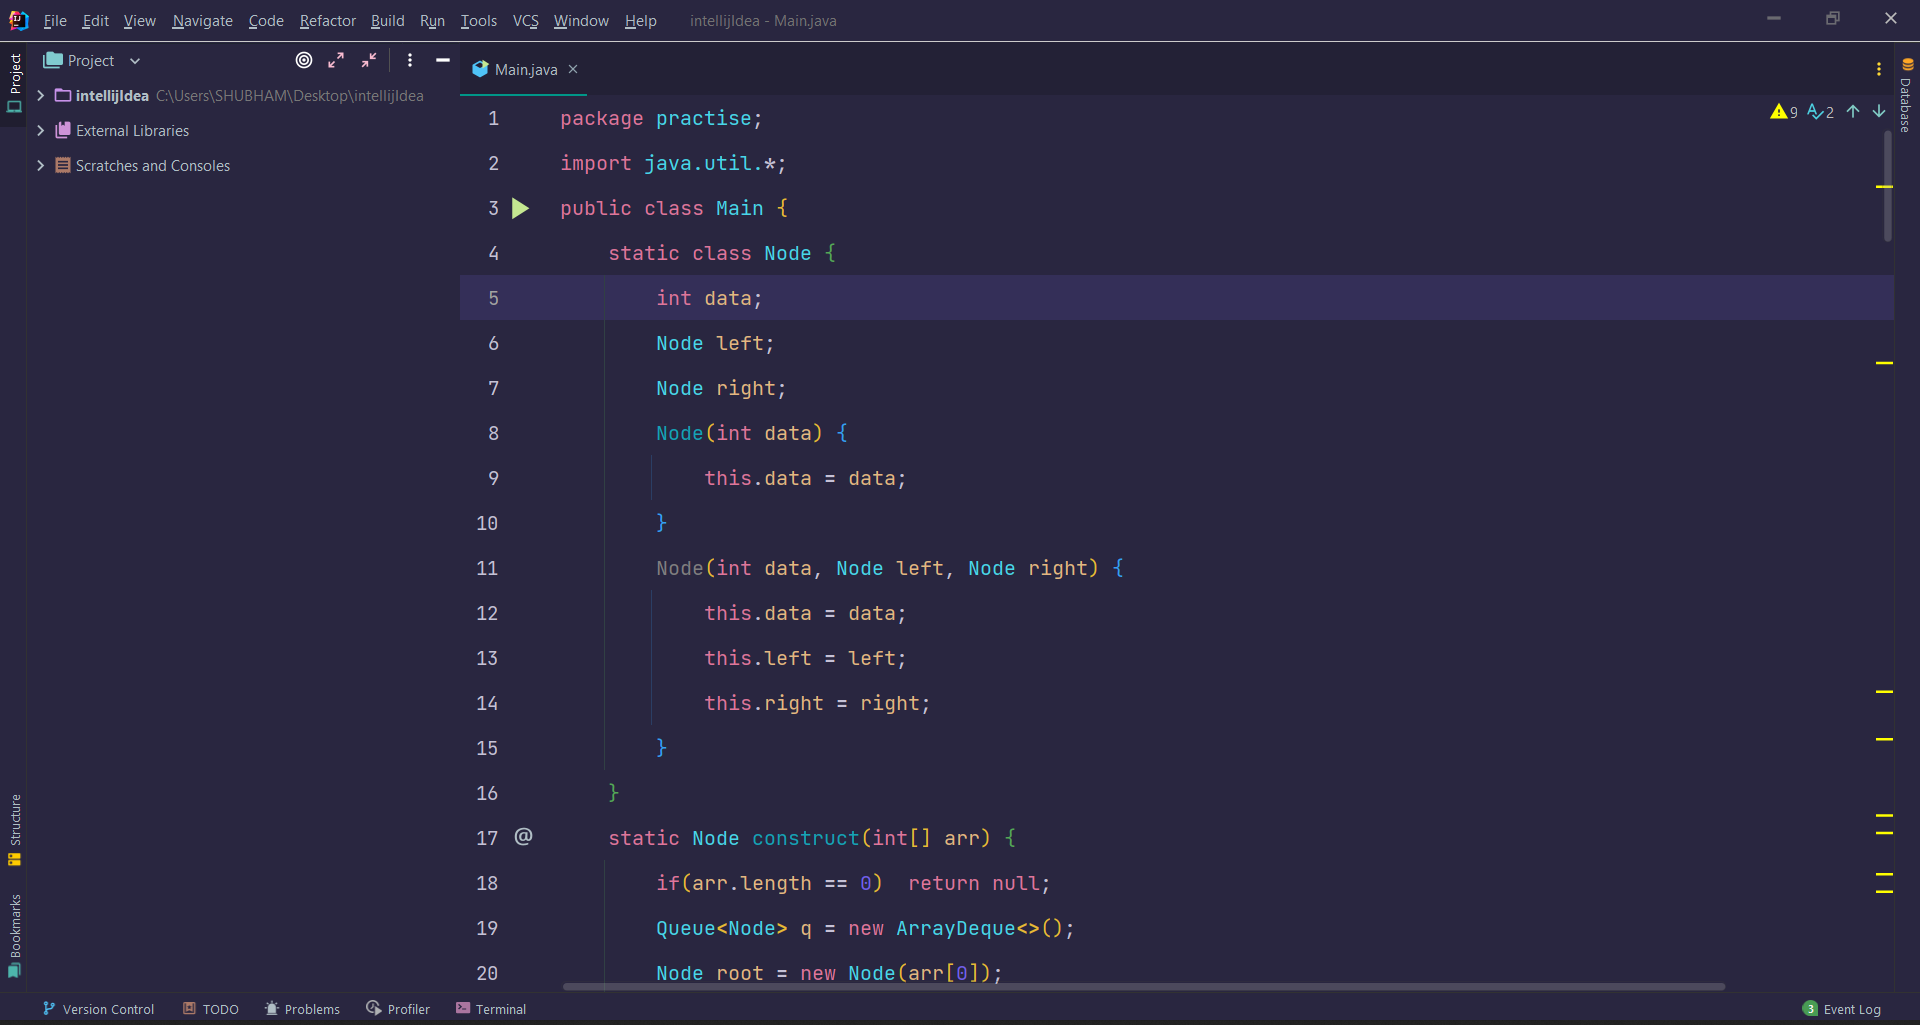 File Edit View Navigate Code Refactor Build Run Tools VCS Window Help intellijIdea - Main.java
Project
Project
intellijIdea C:\Users\SHUBHAM\Desktop\intellijIdea
External Libraries
Scratches and Consoles
Structure
Bookmarks
Main.java
9 2
Database
1 package practise;
2 import java.util.*;
3 public class Main {
4 static class Node {
5 int data;
6 Node left;
7 Node right;
8 Node(int data) {
9 this.data = data;
10 }
11 Node(int data, Node left, Node right) {
12 this.data = data;
13 this.left = left;
14 this.right = right;
15 }
16 }
17 @ static Node construct(int[] arr) {
18 if(arr.length == 0)  return null;
19 Queue<Node> q = new ArrayDeque<>();
20 Node root = new Node(arr[0]);
Version Control TODO Problems Profiler Terminal 3 Event Log